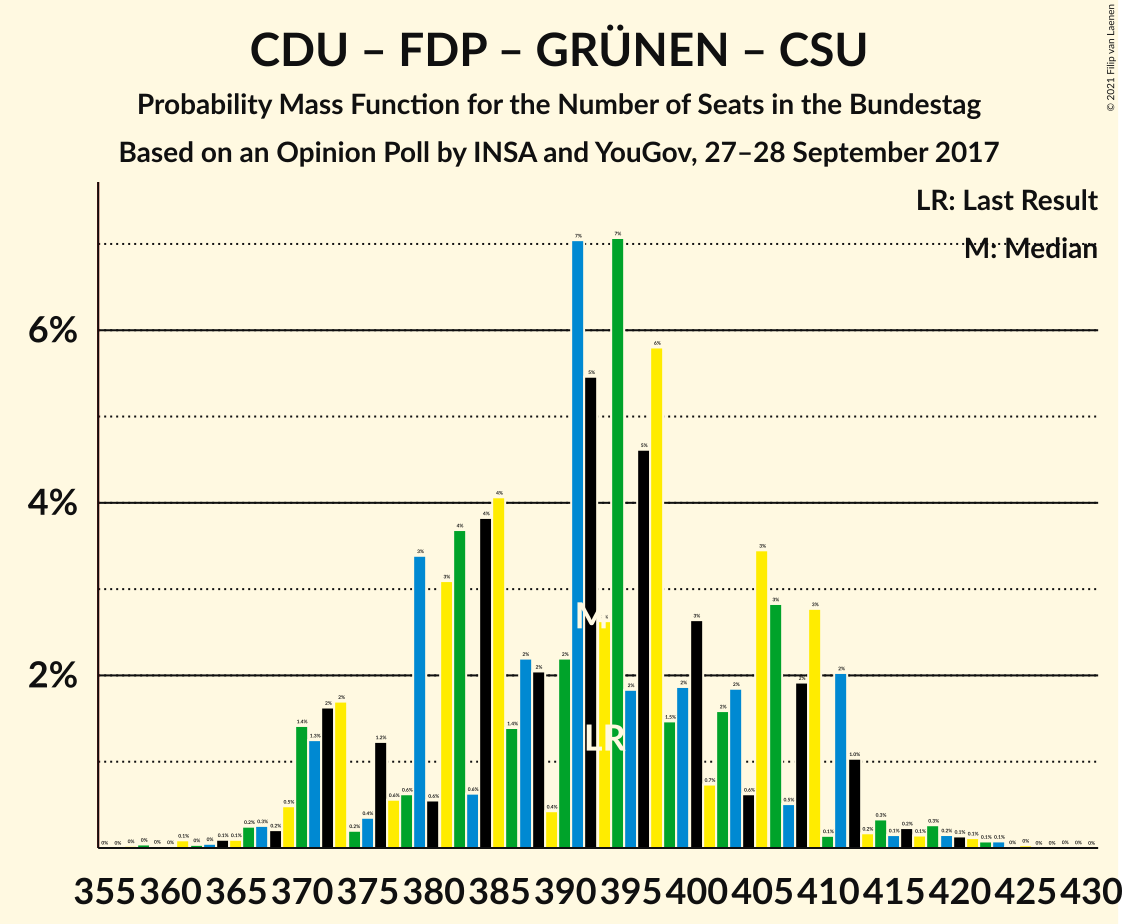 CDU – FDP – GRÜNEN – CSU
Probability Mass Function for the Number of Seats in the Bundestag
Based on an Opinion Poll by INSA and YouGov, 27–28 September 2017
© 2021 Filip van Laenen
LR: Last Result
M: Median
6%
4%
2%
M
LR
355 360 365 370 375 380 385 390 395 400 405 410 415 420 425 430